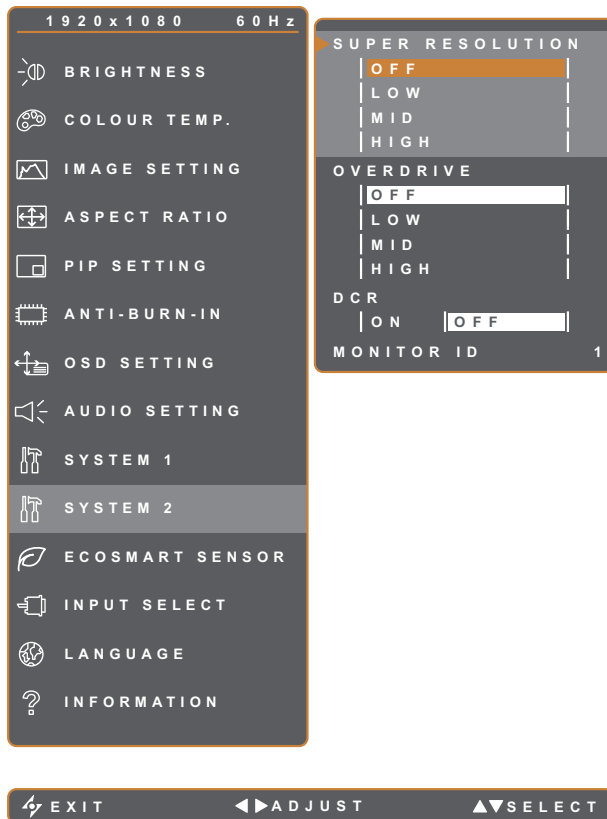 1920x1080 60Hz
BRIGHTNESS
COLOUR TEMP.
IMAGE SETTING
ASPECT RATIO
PIP SETTING
ANTI-BURN-IN
OSD SETTING
AUDIO SETTING
SYSTEM 1
SYSTEM 2
ECOSMART SENSOR
INPUT SELECT
LANGUAGE
INFORMATION
SUPER RESOLUTION
OFF
LOW
MID
HIGH
OVERDRIVE
OFF
LOW
MID
HIGH
DCR
ON OFF
MONITOR ID 1
EXIT ADJUST SELECT